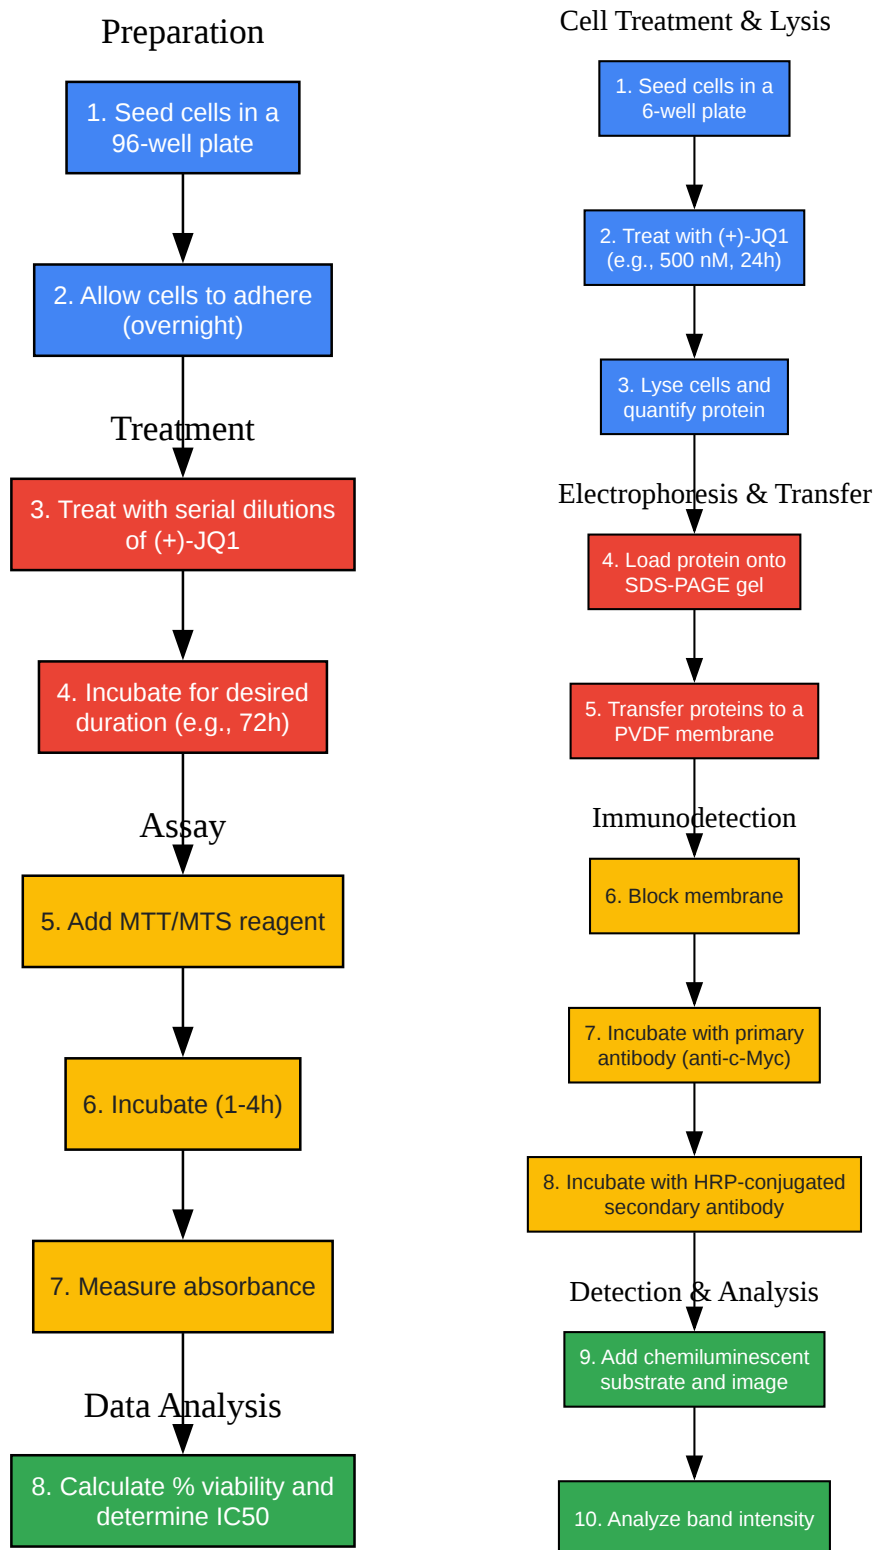 Preparation
1. Seed cells in a
96-well plate
2. Allow cells to adhere
(overnight)
Treatment
3. Treat with serial dilutions
of (+)-JQ1
4. Incubate for desired
duration (e.g., 72h)
Assay
5. Add MTT/MTS reagent
6. Incubate (1-4h)
7. Measure absorbance
Data Analysis
8. Calculate % viability and
determine IC50
Cell Treatment & Lysis
1. Seed cells in a
6-well plate
2. Treat with (+)-JQ1
(e.g., 500 nM, 24h)
3. Lyse cells and
quantify protein
Electrophoresis & Transfer
4. Load protein onto
SDS-PAGE gel
5. Transfer proteins to a
PVDF membrane
Immunodetection
6. Block membrane
7. Incubate with primary
antibody (anti-c-Myc)
8. Incubate with HRP-conjugated
secondary antibody
Detection & Analysis
9. Add chemiluminescent
substrate and image
10. Analyze band intensity